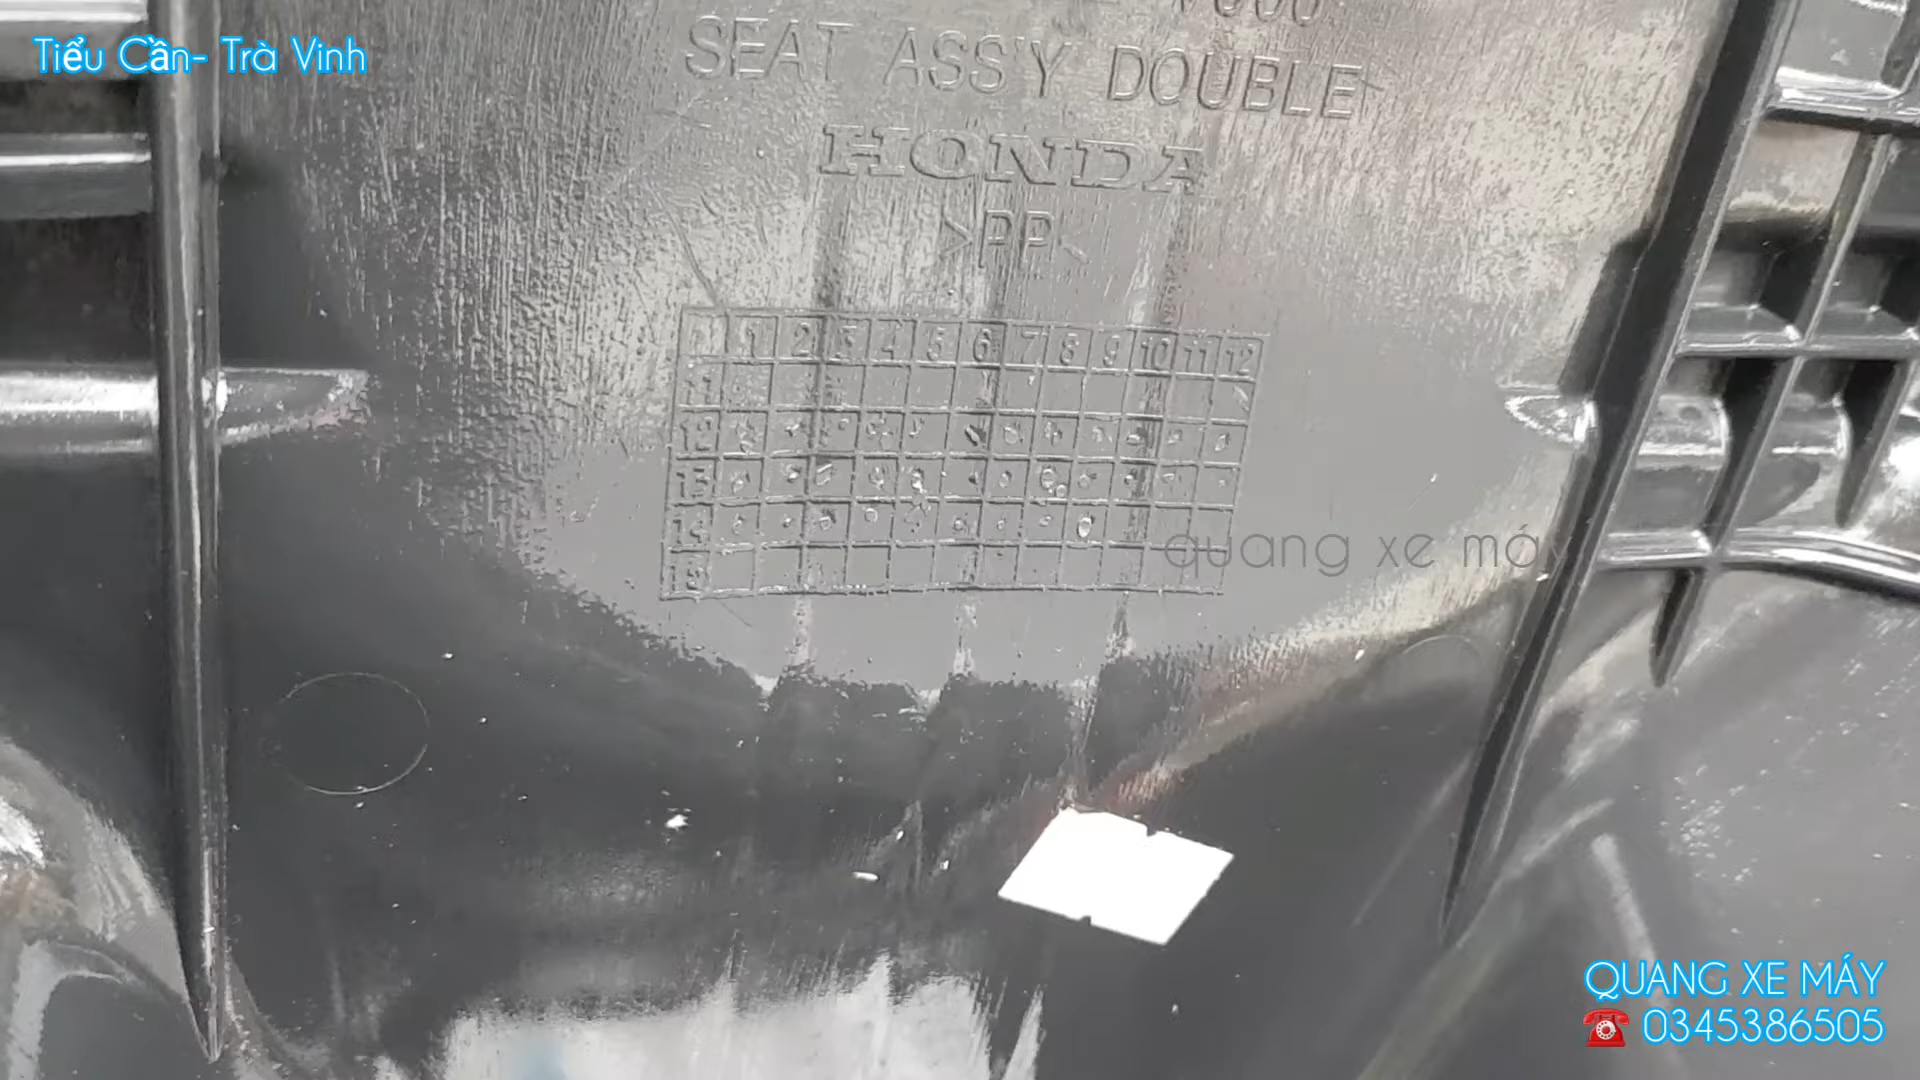 Tiểu Cần- Trà Vinh
SEAT ASS'Y DOUBLE
HONDA
>PP<
1 2 3 4 5 6 7 8 9 10 11 12
11
12
13
14
quang xe máy
QUANG XE MÁY
0345386505